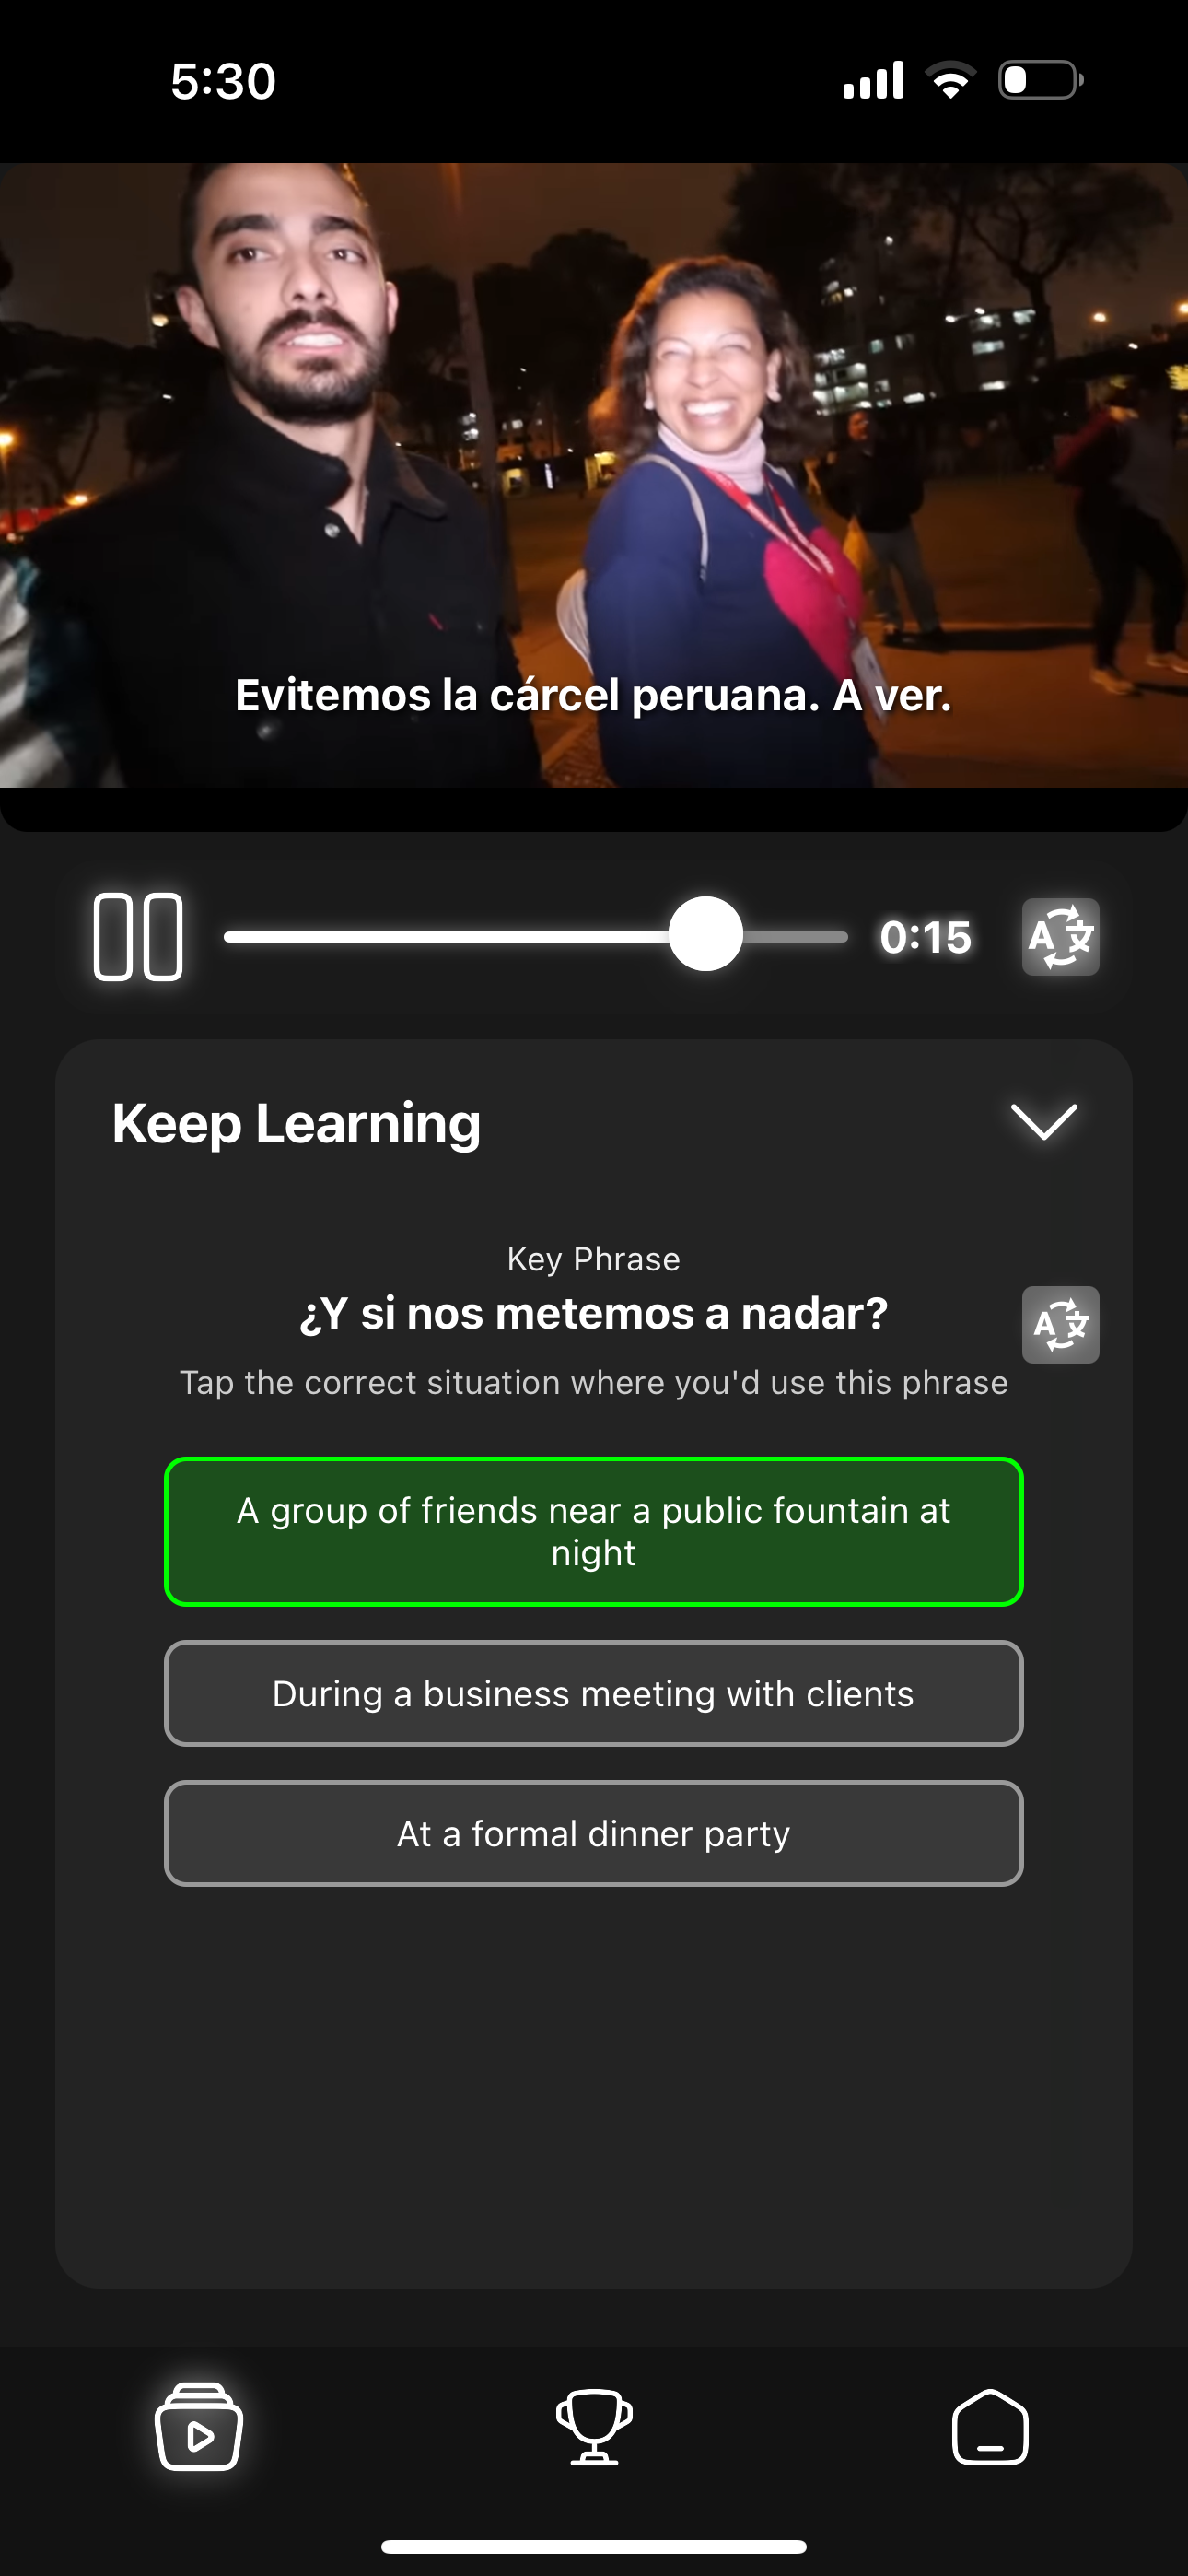 5:30
Evitemos la cárcel peruana. A ver.
0:15
A 文
Keep Learning
Key Phrase
¿Y si nos metemos a nadar?
A 文
Tap the correct situation where you'd use this phrase
A group of friends near a public fountain at
night
During a business meeting with clients
At a formal dinner party